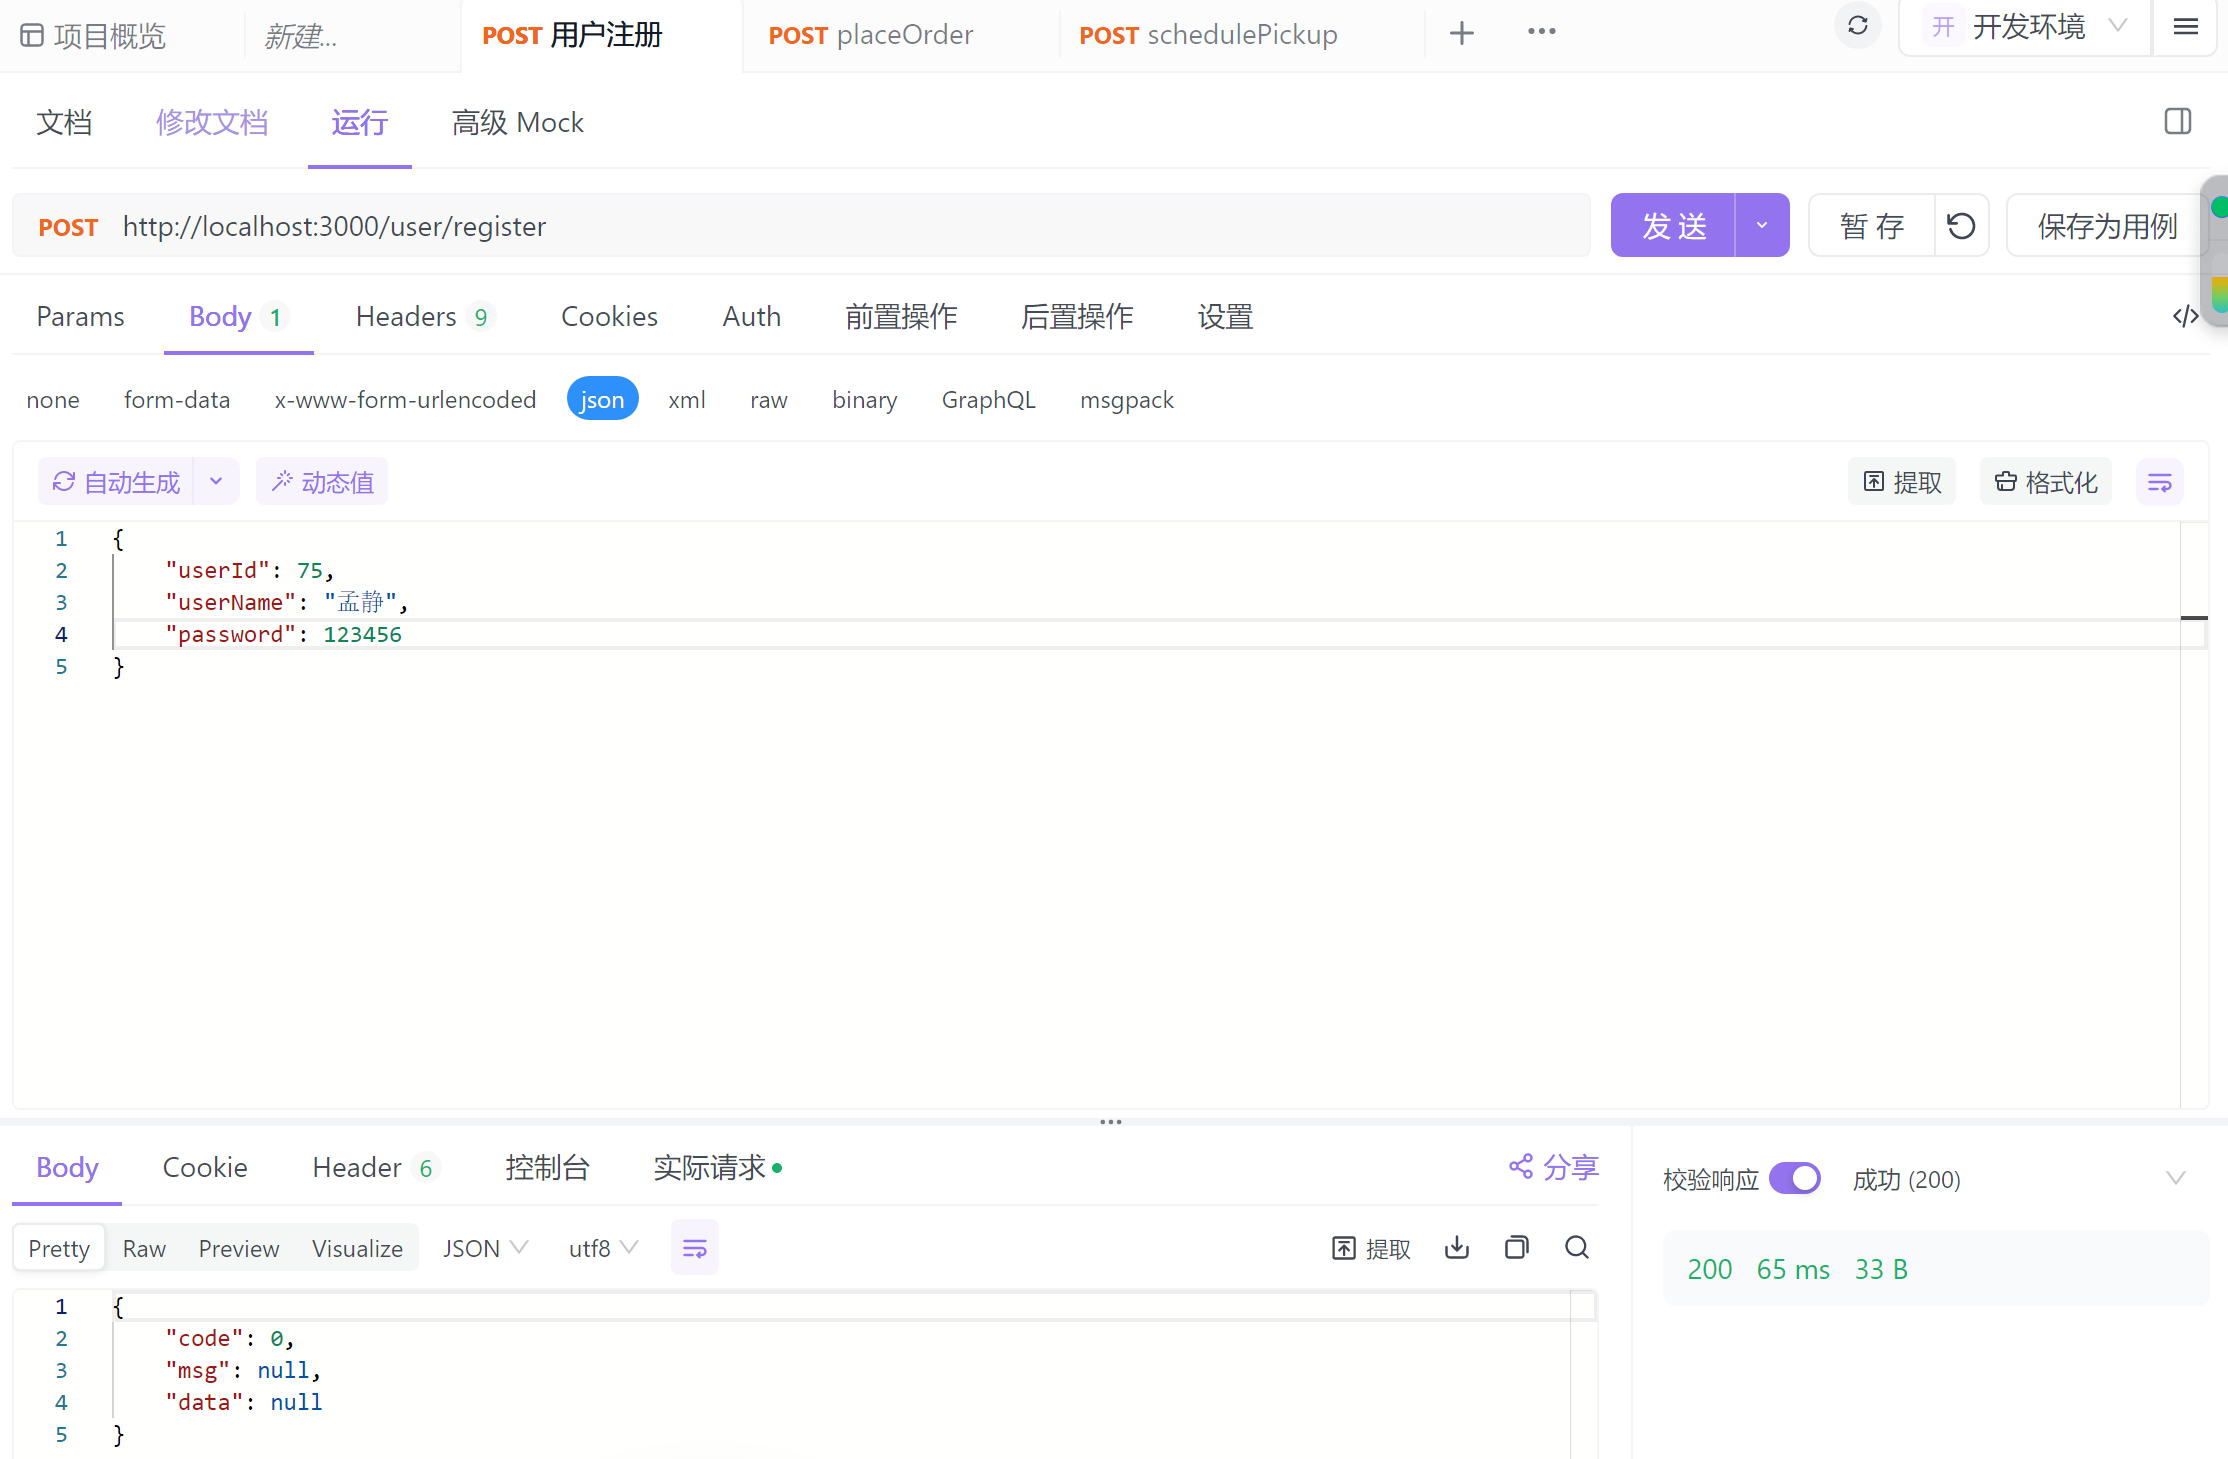 项目概览 新建... POST 用户注册 POST placeOrder POST schedulePickup 开 开发环境
文档 修改文档 运行 高级 Mock
POST http://localhost:3000/user/register 发 送 暂 存 保存为用例
Params Body 1 Headers 9 Cookies Auth 前置操作 后置操作 设置
none form-data x-www-form-urlencoded json xml raw binary GraphQL msgpack
自动生成 动态值 提取 格式化
1 {
2 "userId": 75,
3 "userName": "孟静",
4 "password": 123456
5 }
Body Cookie Header 6 控制台 实际请求 分享 校验响应 成功 (200)
Pretty Raw Preview Visualize JSON utf8 提取
200 65 ms 33 B
1 {
2 "code": 0,
3 "msg": null,
4 "data": null
5 }